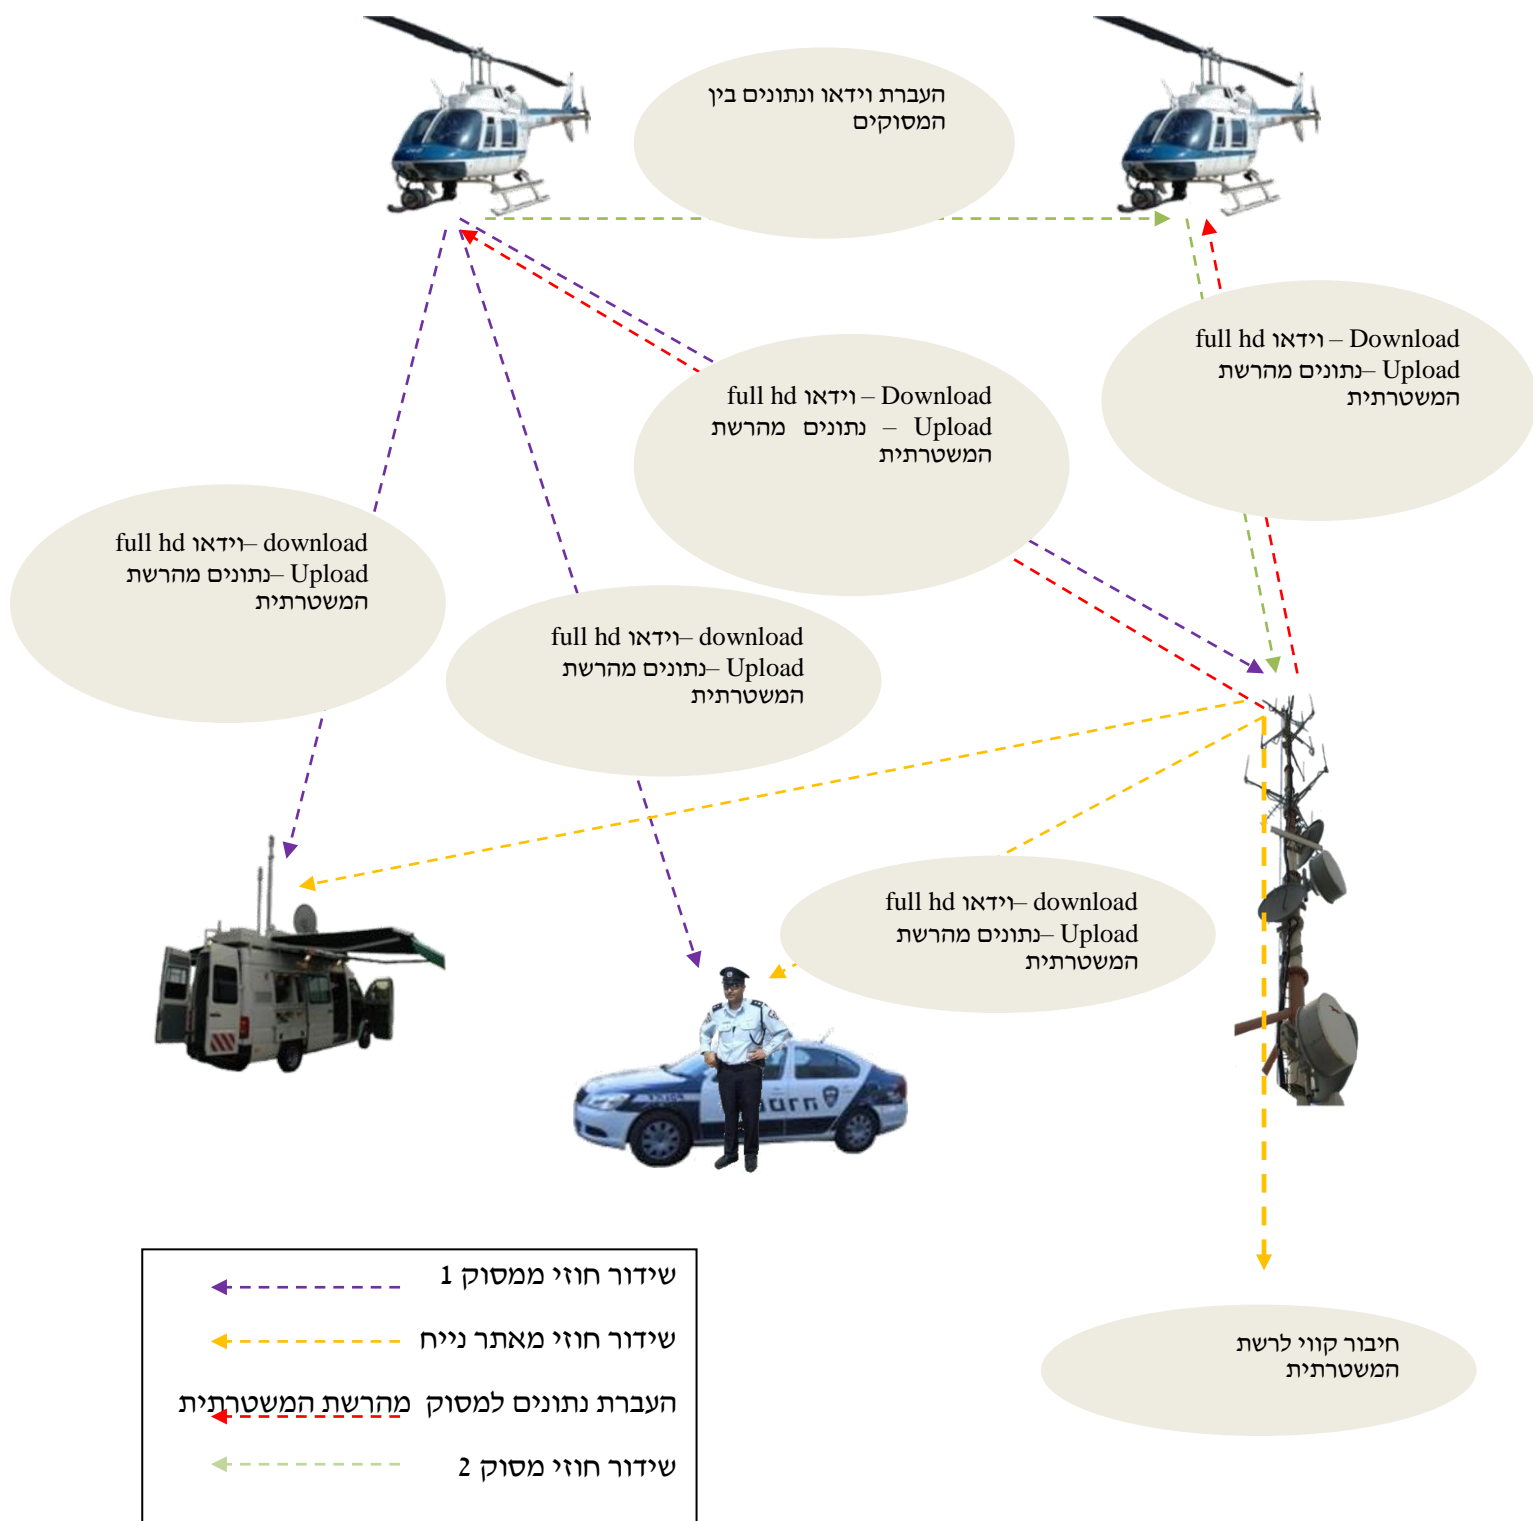 העברת וידאו ונתונים בין
המסוקים
Download – וידאו full hd
Upload –נתונים מהרשת
המשטרתית
Download – וידאו full hd
Upload – נתונים מהרשת
המשטרתית
download –וידאו full hd
Upload –נתונים מהרשת
המשטרתית
download –וידאו full hd
Upload –נתונים מהרשת
המשטרתית
download –וידאו full hd
Upload –נתונים מהרשת
המשטרתית
חיבור קווי לרשת
המשטרתית
שידור חוזי ממסוק 1
שידור חוזי מאתר נייח
העברת נתונים למסוק מהרשת המשטרתית
שידור חוזי מסוק 2